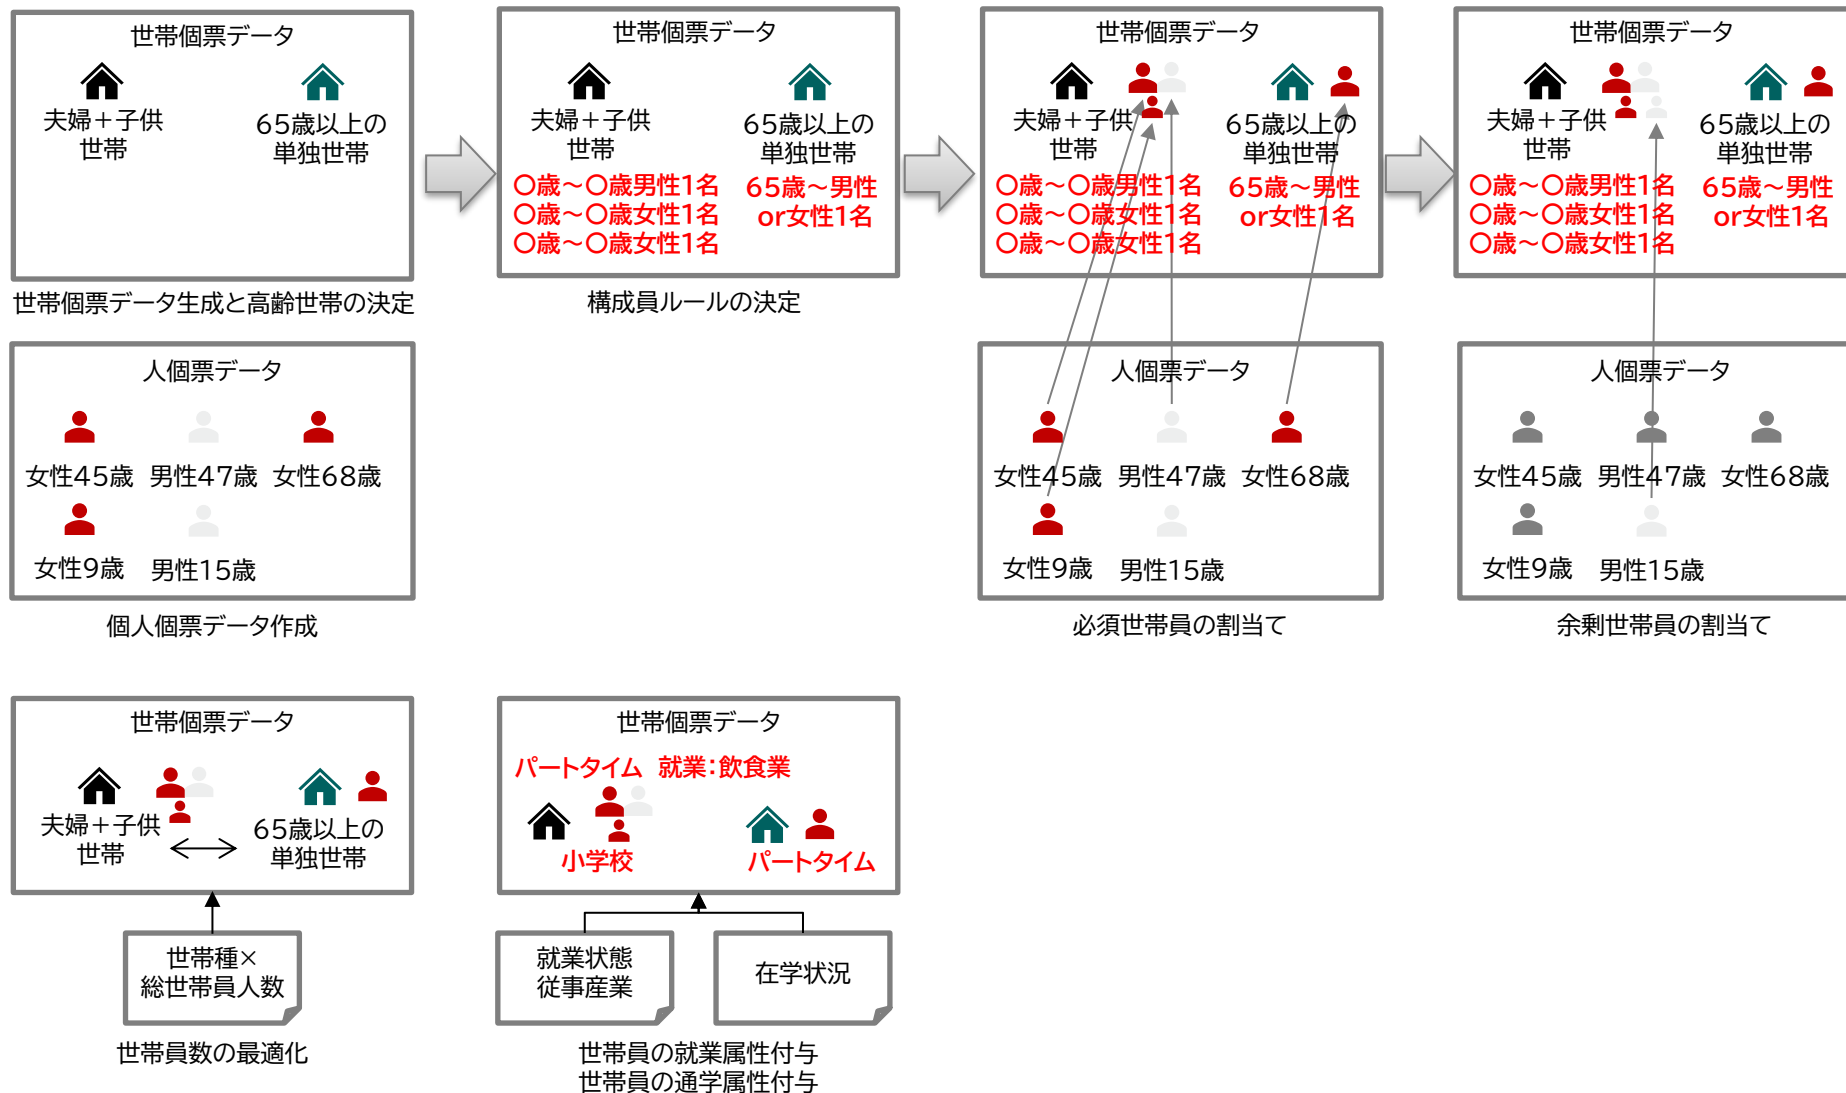 世帯個票データ
夫婦＋子供
世帯
65歳以上の
単独世帯
世帯個票データ生成と高齢世帯の決定
世帯個票データ
夫婦＋子供
世帯
65歳以上の
単独世帯
〇歳～〇歳男性1名
〇歳～〇歳女性1名
〇歳～〇歳女性1名
65歳～男性
or女性1名
構成員ルールの決定
世帯個票データ
夫婦＋子供
世帯
65歳以上の
単独世帯
〇歳～〇歳男性1名
〇歳～〇歳女性1名
〇歳～〇歳女性1名
65歳～男性
or女性1名
世帯個票データ
夫婦＋子供
世帯
65歳以上の
単独世帯
〇歳～〇歳男性1名
〇歳～〇歳女性1名
〇歳～〇歳女性1名
65歳～男性
or女性1名
人個票データ
女性45歳
男性47歳
女性68歳
女性9歳
男性15歳
個人個票データ作成
人個票データ
女性45歳
男性47歳
女性68歳
女性9歳
男性15歳
必須世帯員の割当て
人個票データ
女性45歳
男性47歳
女性68歳
女性9歳
男性15歳
余剰世帯員の割当て
世帯個票データ
夫婦＋子供
世帯
65歳以上の
単独世帯
世帯種×
総世帯員人数
世帯員数の最適化
世帯個票データ
パートタイム
就業：飲食業
小学校
パートタイム
就業状態
従事産業
在学状況
世帯員の就業属性付与
世帯員の通学属性付与